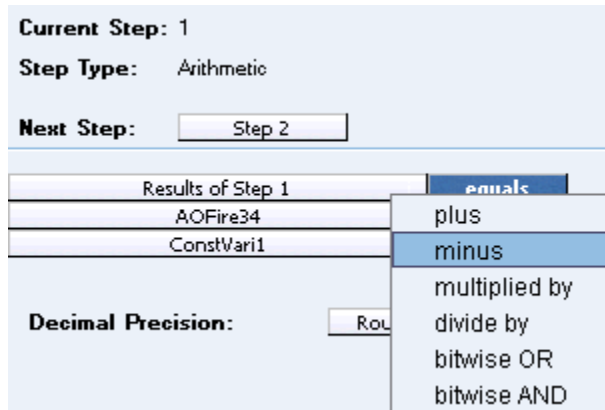 Current Step: 1
Step Type: Arithmetic
Next Step: Step 2
Results of Step 1 equals
AOFire34 plus
ConstVari1 minus
multiplied by
Decimal Precision: Rou divide by
bitwise OR
bitwise AND